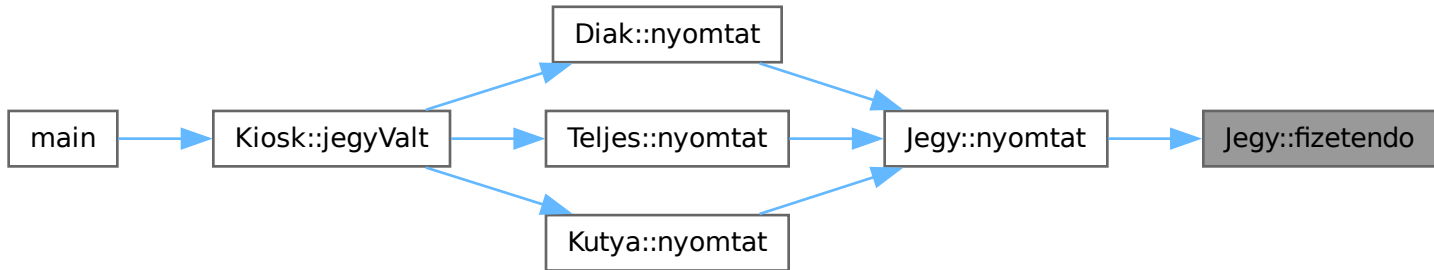 Diak::nyomtat
main
Kiosk::jegyValt
Teljes::nyomtat
Jegy::nyomtat
Jegy::fizetendo
Kutya::nyomtat